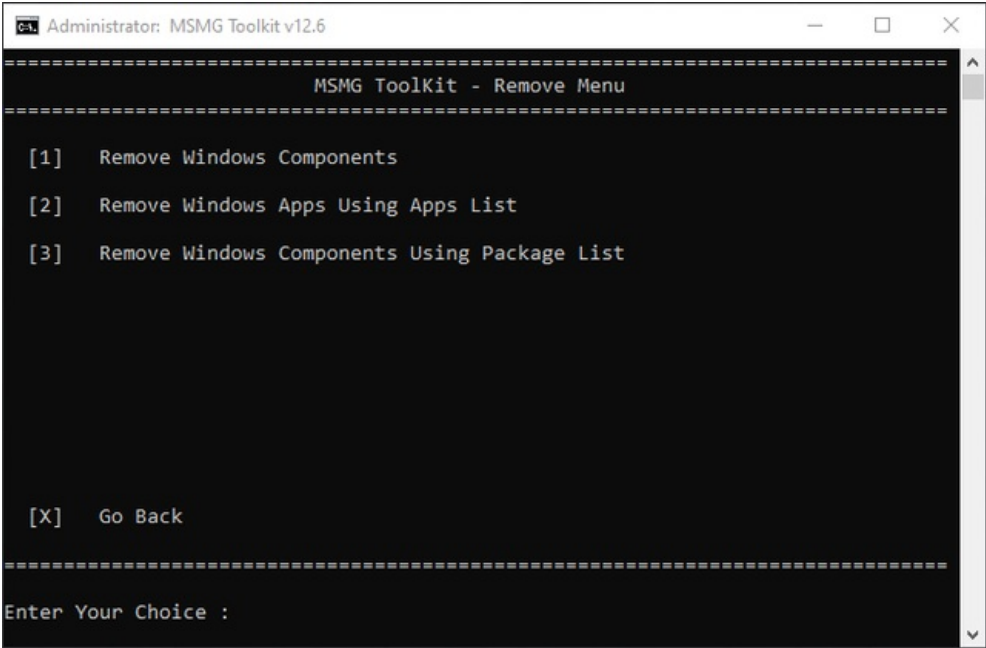 Administrator: MSMG Toolkit v12.6
===============================================================================
MSMG ToolKit - Remove Menu
===============================================================================
[1] Remove Windows Components
[2] Remove Windows Apps Using Apps List
[3] Remove Windows Components Using Package List
[X] Go Back
===============================================================================
Enter Your Choice :